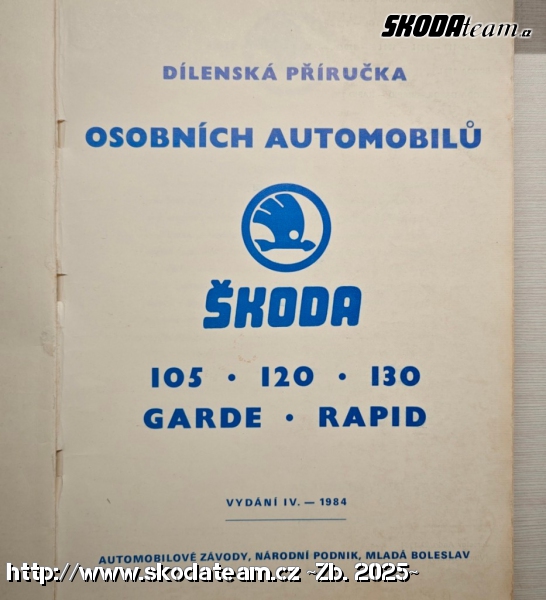 ŠKODAteam.cz
DÍLENSKÁ PŘÍRUČKA
OSOBNÍCH AUTOMOBILŮ
ŠKODA
105 · 120 · 130
GARDE · RAPID
VYDÁNÍ IV. — 1984
AUTOMOBILOVÉ ZÁVODY, NÁRODNÍ PODNIK, MLADÁ BOLESLAV
http://www.skodateam.cz ~Zb. 2025~